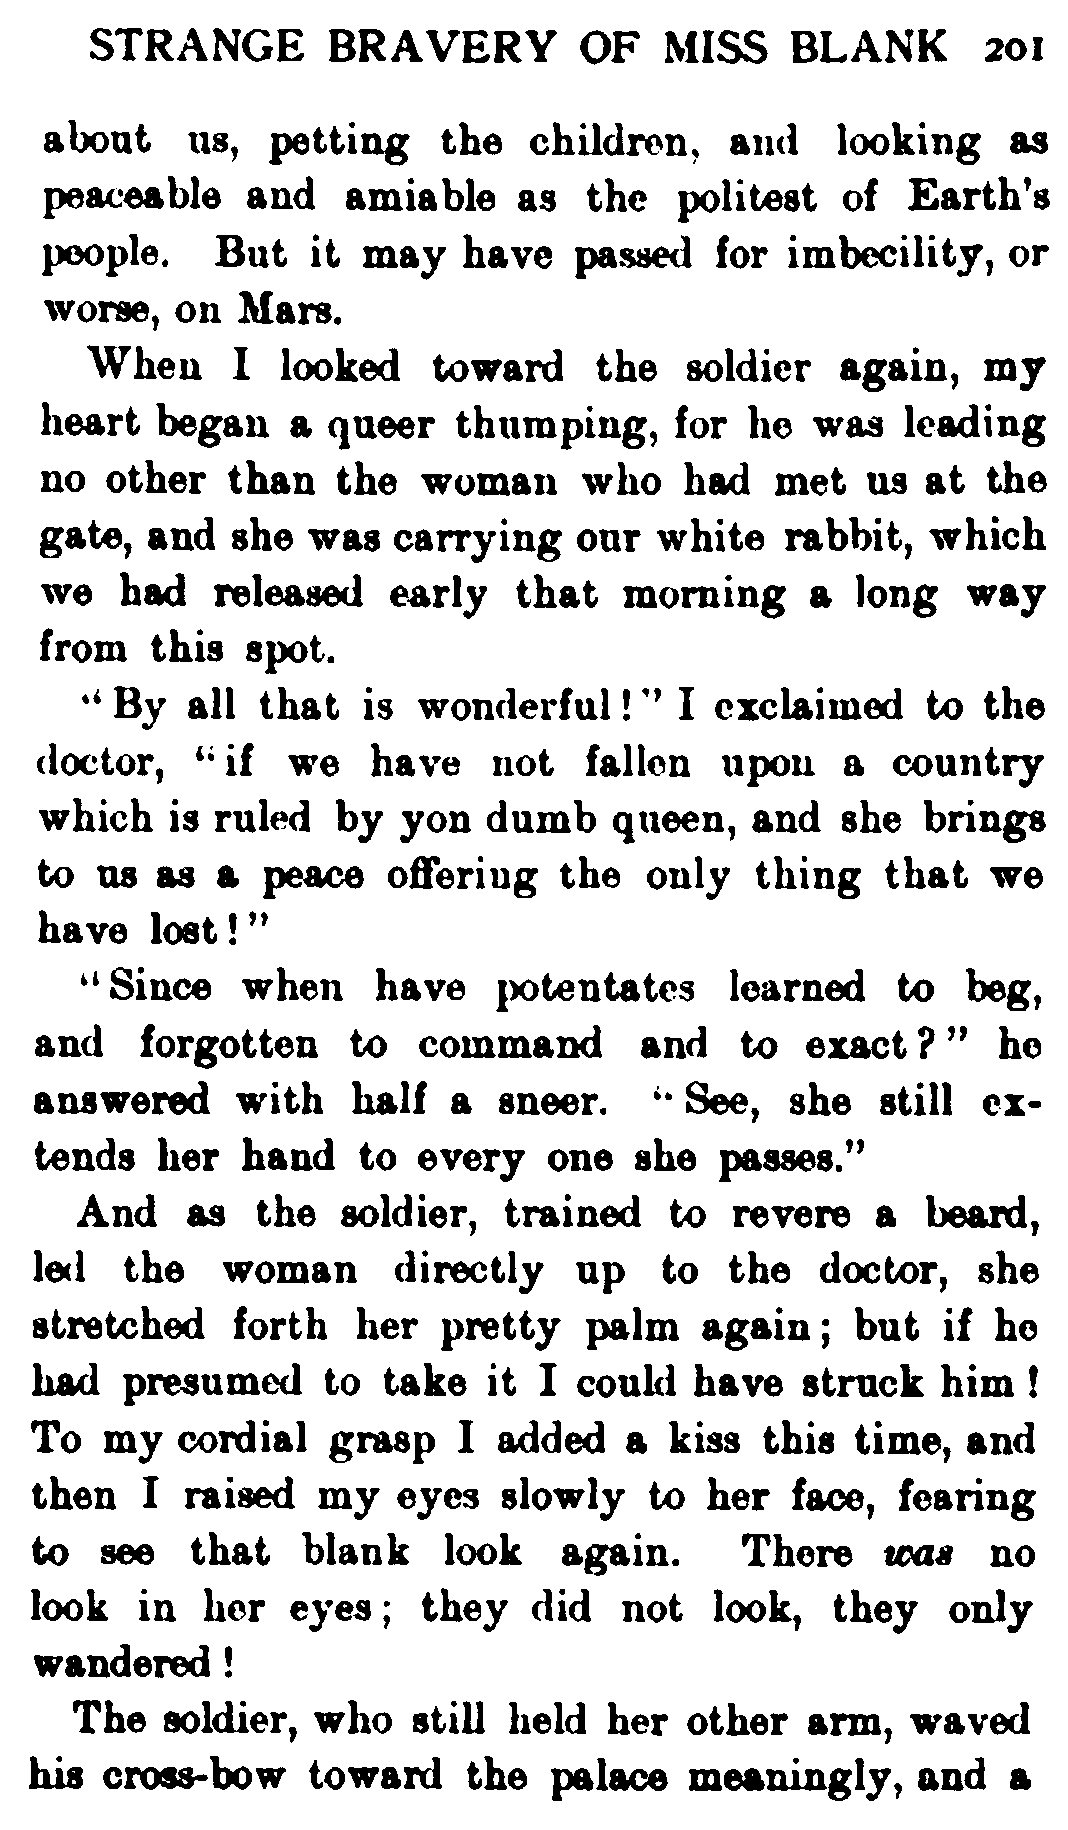 STRANGE BRAVERY OF MISS BLANK 201
about us, petting the children, and looking as
peaceable and amiable as the politest of Earth's
people. But it may have passed for imbecility, or
worse, on Mars.
When I looked toward the soldier again, my
heart began a queer thumping, for he was leading
no other than the woman who had met us at the
gate, and she was carrying our white rabbit, which
we had released early that morning a long way
from this spot.
"By all that is wonderful!" I exclaimed to the
doctor, "if we have not fallen upon a country
which is ruled by yon dumb queen, and she brings
to us as a peace offering the only thing that we
have lost!"
"Since when have potentates learned to beg,
and forgotten to command and to exact?" he
answered with half a sneer. "See, she still ex-
tends her hand to every one she passes."
And as the soldier, trained to revere a beard,
led the woman directly up to the doctor, she
stretched forth her pretty palm again; but if he
had presumed to take it I could have struck him!
To my cordial grasp I added a kiss this time, and
then I raised my eyes slowly to her face, fearing
to see that blank look again. There was no
look in her eyes; they did not look, they only
wandered!
The soldier, who still held her other arm, waved
his cross-bow toward the palace meaningly, and a